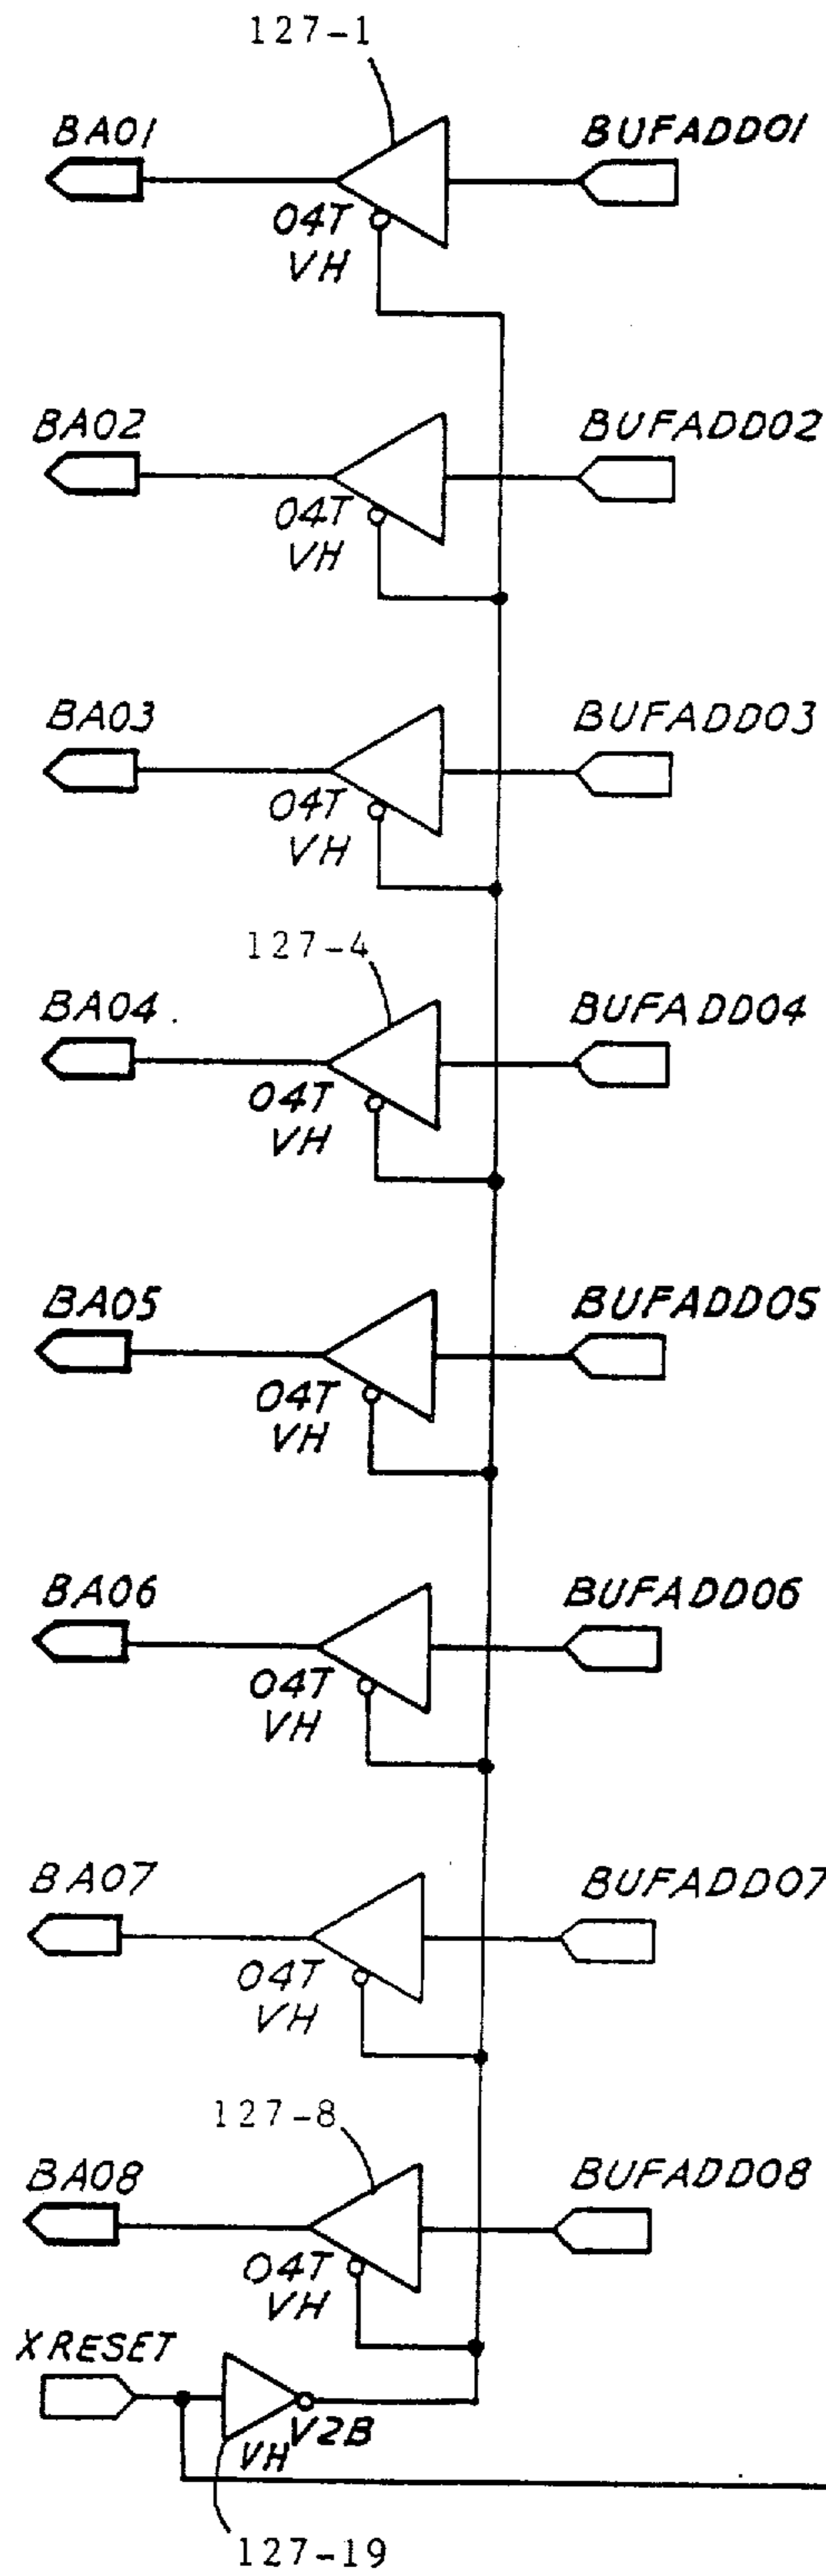 127-1
BA01
BUFADD01
04T
VH
BA02
BUFADD02
04T
VH
BA03
BUFADD03
04T
VH
127-4
BA04
BUFADD04
04T
VH
BA05
BUFADD05
04T
VH
BA06
BUFADD06
04T
VH
BA07
BUFADD07
04T
VH
127-8
BA08
BUFADD08
04T
VH
XRESET
V2B
VH
127-19